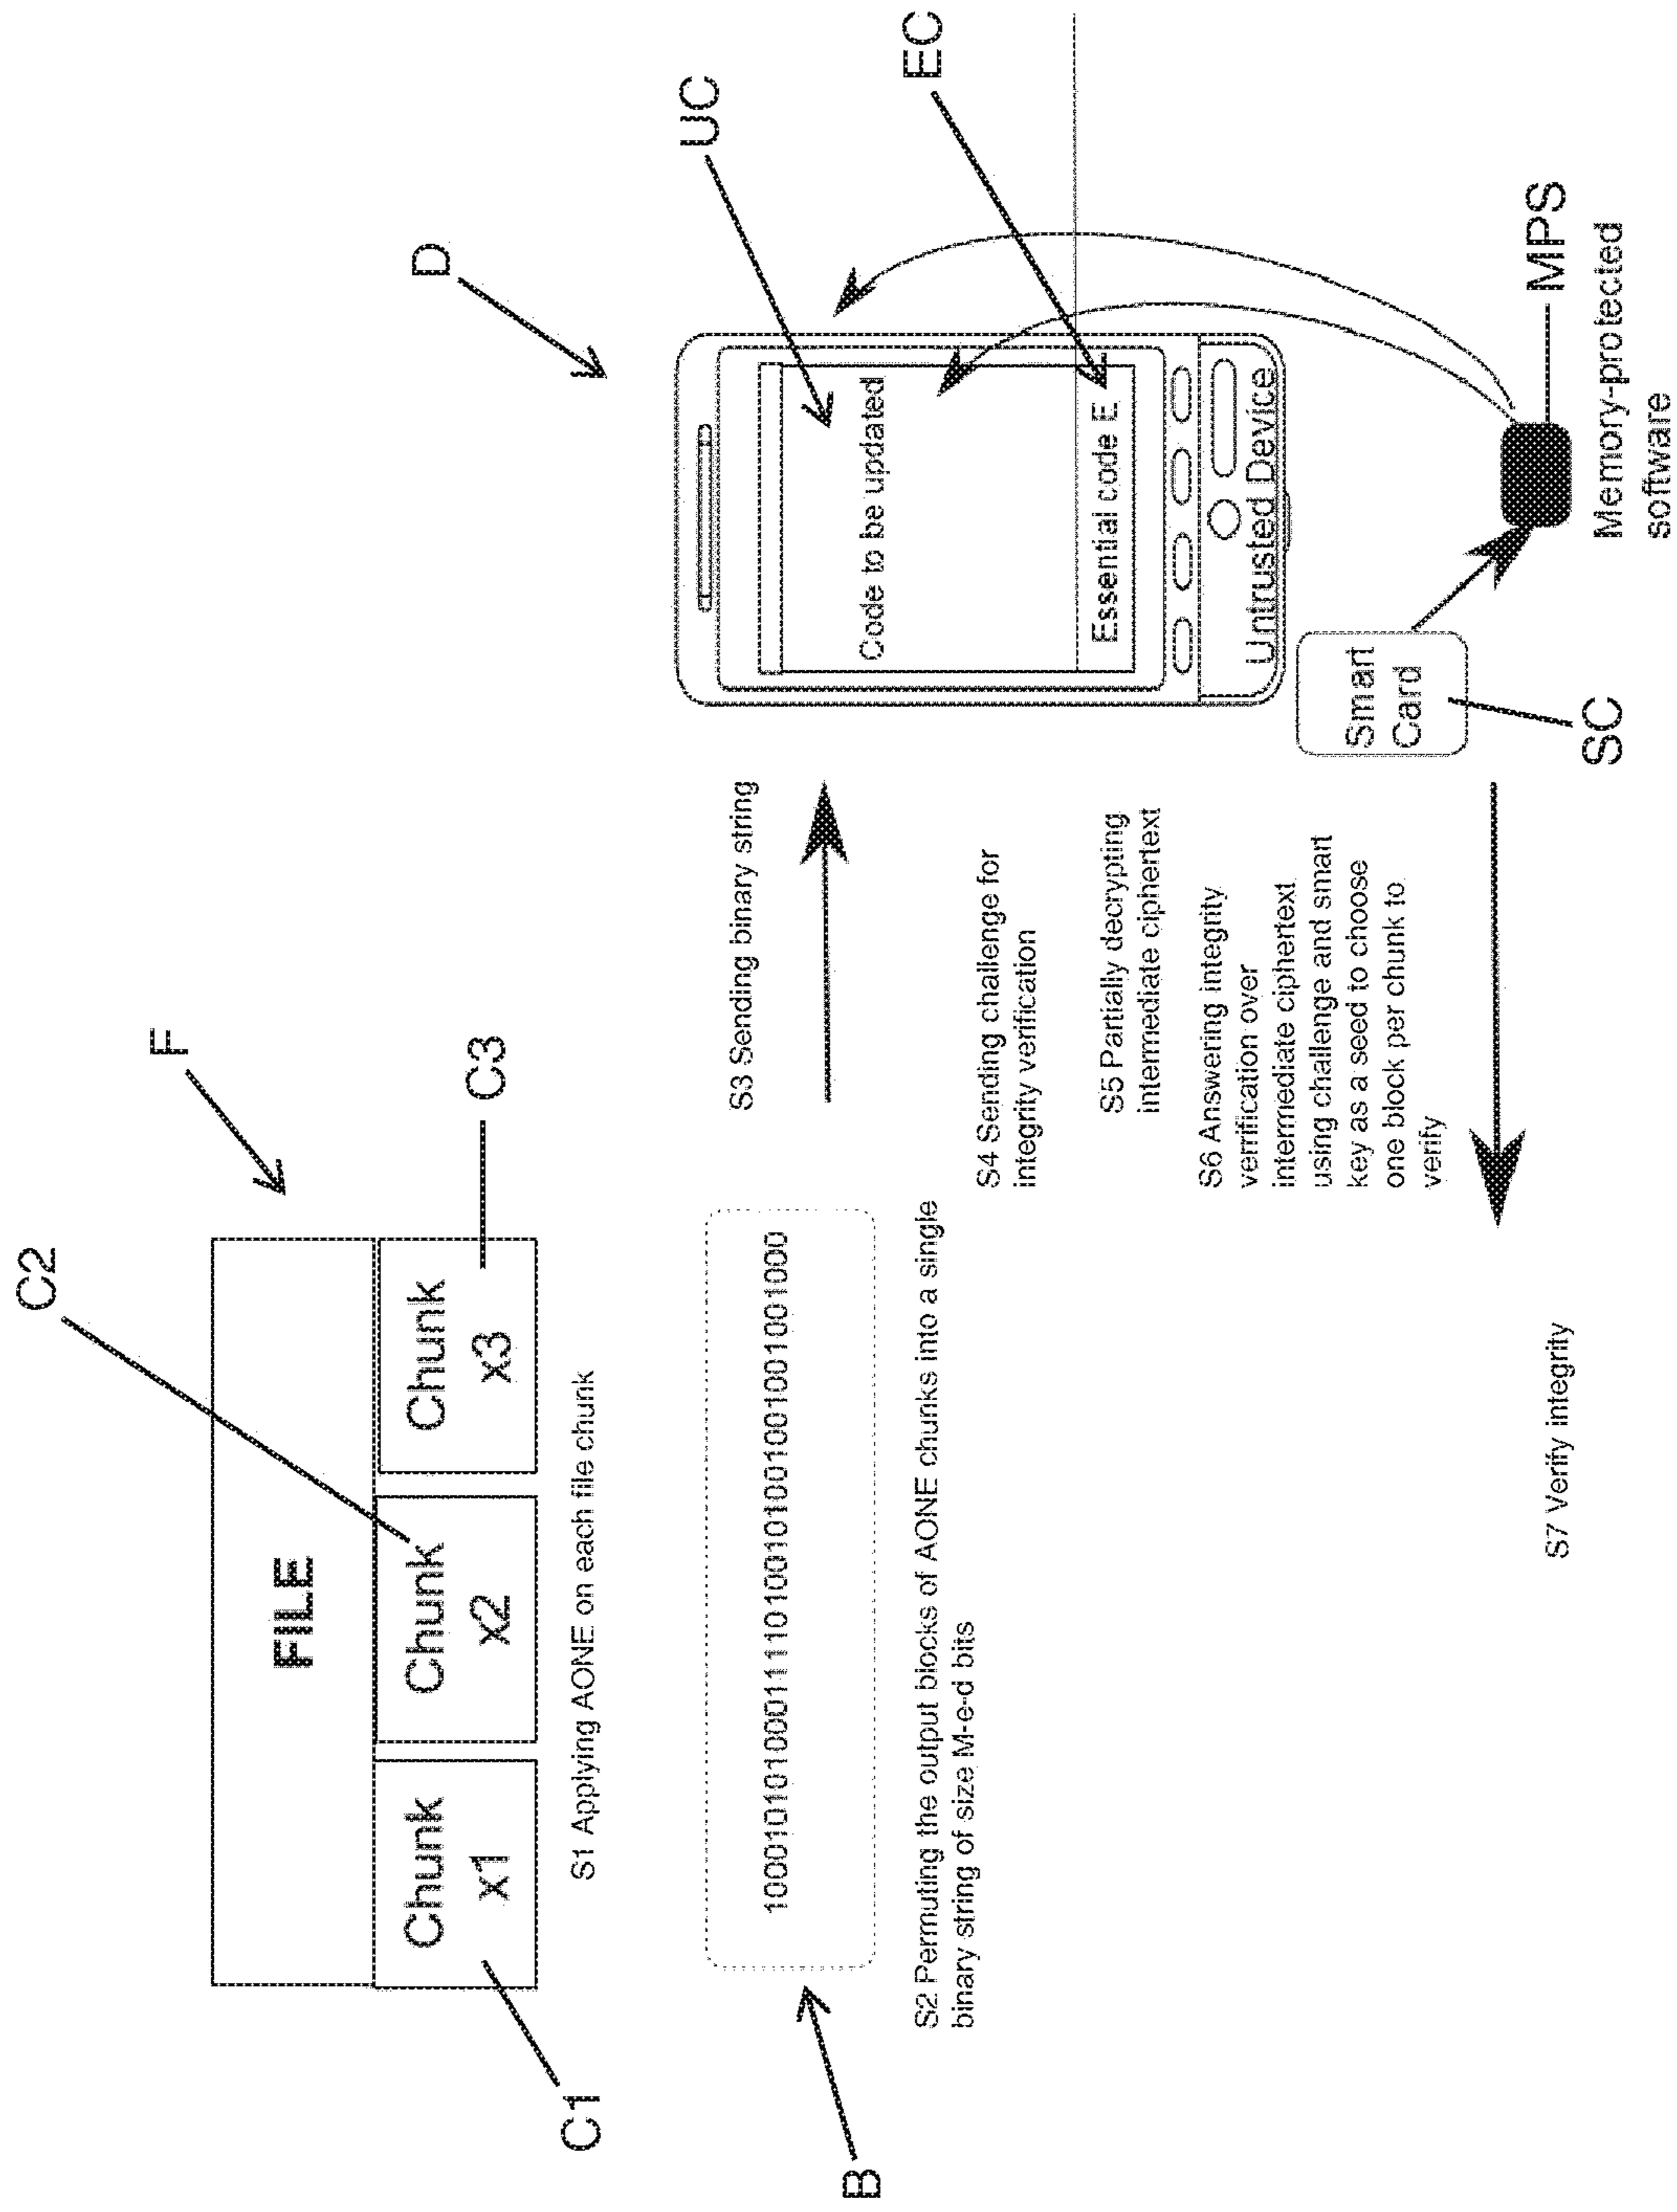 C2
F
FILE
C1
Chunk
x1
Chunk
x2
Chunk
x3
C3
S1 Applying AONE on each file chunk
B
S2 Permuting the output blocks of AONE chunks into a single
binary string of size M-e-d bits
S3 Sending binary string
S4 Sending challenge for
integrity verification
S5 Partially decrypting
intermediate ciphertext
S6 Answering integrity
verrification over
intermediate ciphertext
using challenge and smart
key as a seed to choose
one block per chunk to
verify
S7 Verify integrity
D
UC
EC
Code to be updated
Essential code E
Untrusted Device
Smart
Card
SC
MPS
Memory-protected
software